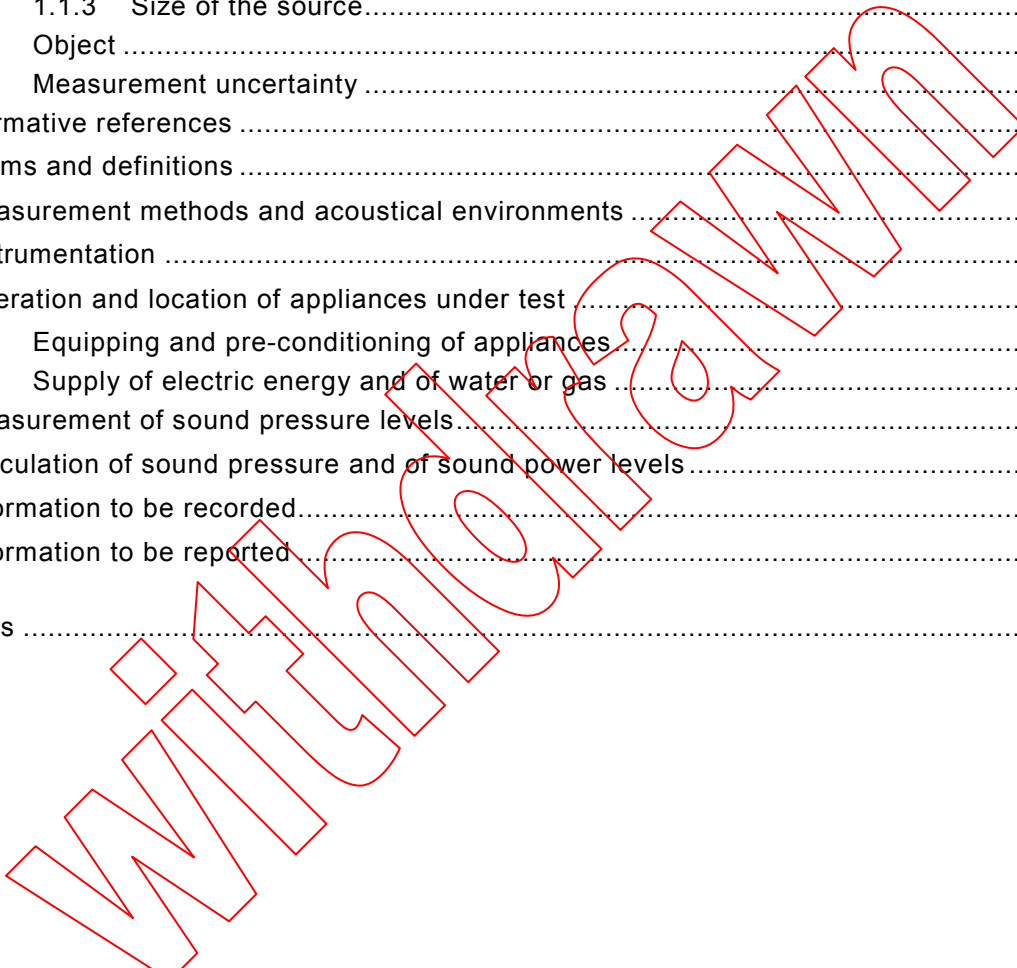 1.1.3 Size of the source
Object
Measurement uncertainty
rmative references
ms and definitions
asurement methods and acoustical environments
trumentation
eration and location of appliances under test
Equipping and pre-conditioning of appliances
Supply of electric energy and of water or gas
asurement of sound pressure levels
culation of sound pressure and of sound power levels
ormation to be recorded
ormation to be reported
s
withdrawn